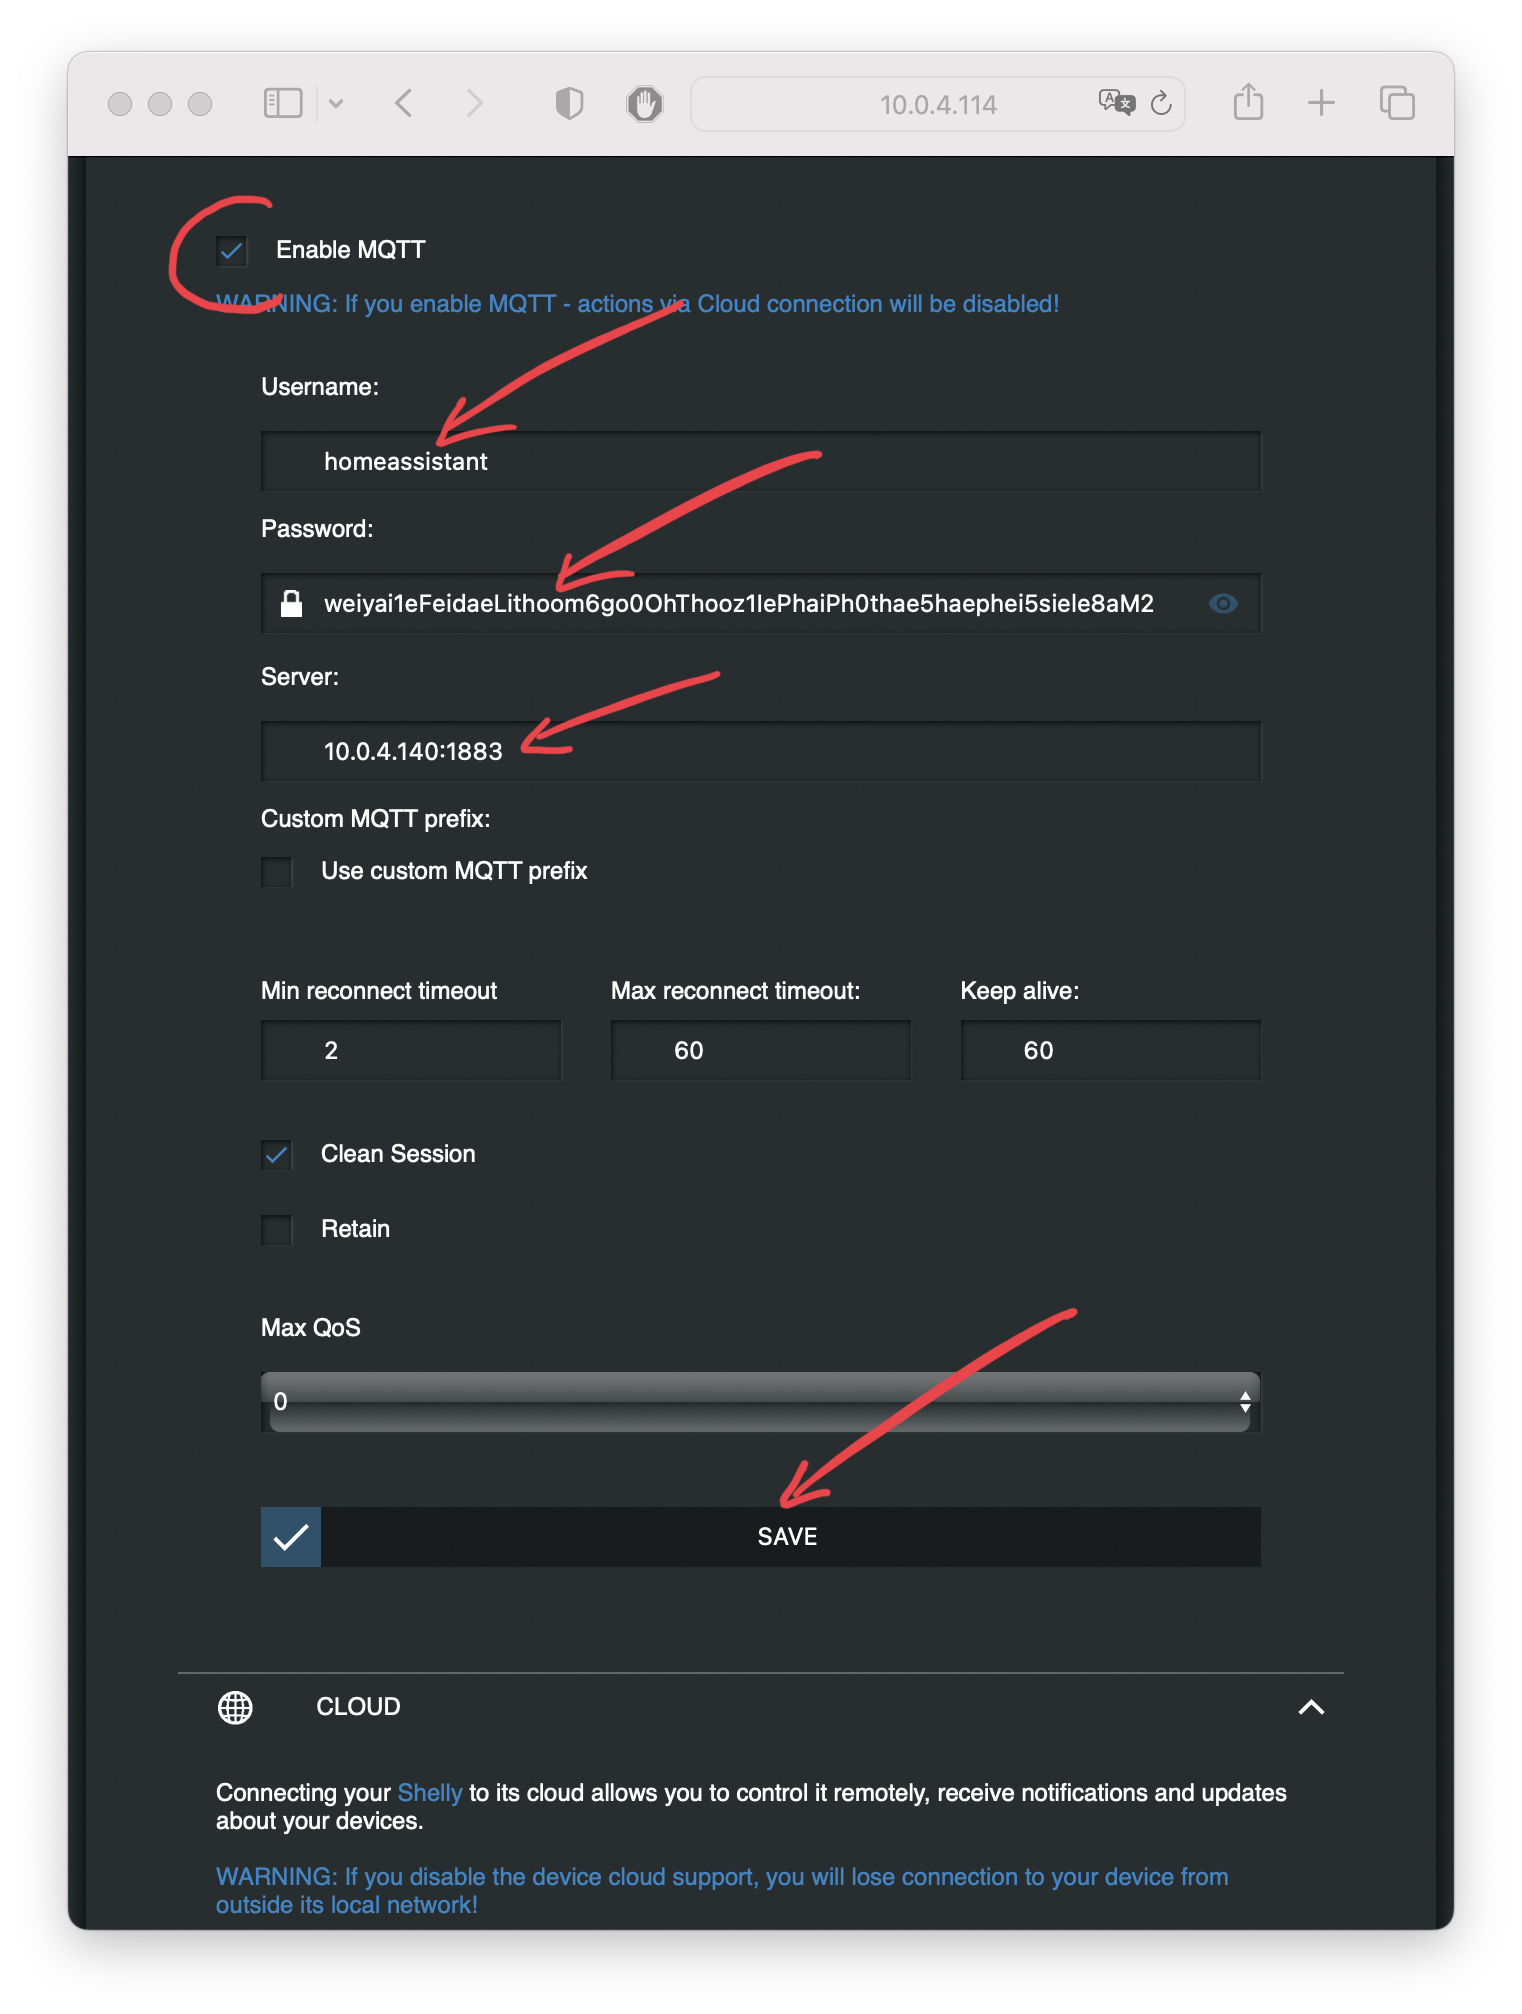 10.0.4.114
Enable MQTT
WARNING: If you enable MQTT - actions via Cloud connection will be disabled!
Username:
homeassistant
Password:
weiyai1eFeidaeLithoom6go0OhThooz1IePhaiPh0thae5haephei5siele8aM2
Server:
10.0.4.140:1883
Custom MQTT prefix:
Use custom MQTT prefix
Min reconnect timeout Max reconnect timeout: Keep alive:
2 60 60
Clean Session
Retain
Max QoS
0
SAVE
CLOUD
Connecting your Shelly to its cloud allows you to control it remotely, receive notifications and updates
about your devices.
WARNING: If you disable the device cloud support, you will lose connection to your device from
outside its local network!